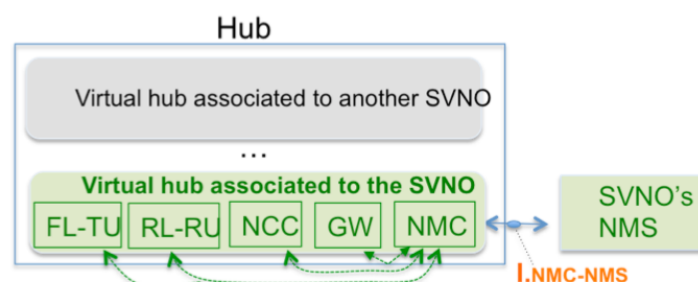 Hub
Virtual hub associated to another SVNO
...
Virtual hub associated to the SVNO
FL-TU RL-RU NCC GW NMC
SVNO's
NMS
I.NMC-NMS